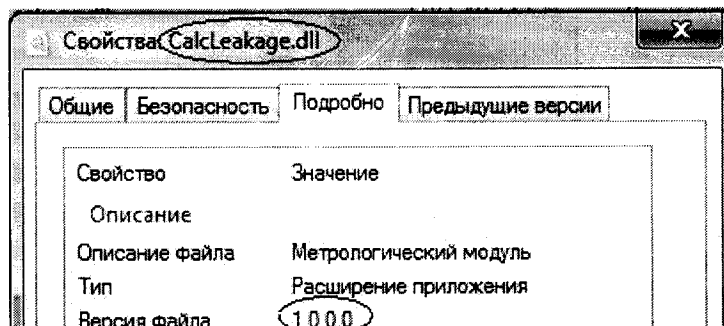 Свойства: CalcLeakage.dll
Общие Безопасность Подробно Предыдущие версии
Свойство Значение
Описание
Описание файла Метрологический модуль
Тип Расширение приложения
Версия файла 1.0.0.0